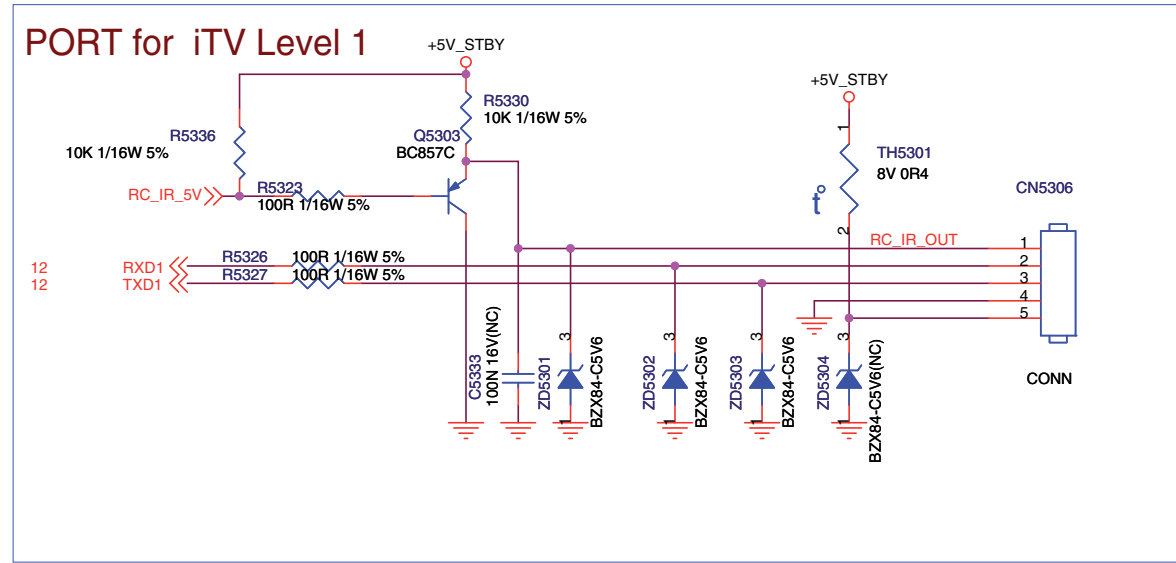 PORT for iTV Level 1
+5V_STBY
+5V_STBY
R5330
10K 1/16W 5%
R5336
10K 1/16W 5%
Q5303
BC857C
1
TH5301
8V 0R4
t°
2
RC_IR_5V
R5323
100R 1/16W 5%
CN5306
RC_IR_OUT
1
2
3
4
5
12
RXD1
R5326
100R 1/16W 5%
12
TXD1
R5327
100R 1/16W 5%
C5333
100N 16V(NC)
3
ZD5301
1
BZX84-C5V6
3
ZD5302
1
BZX84-C5V6
3
ZD5303
1
BZX84-C5V6
3
ZD5304
1
BZX84-C5V6(NC)
CONN